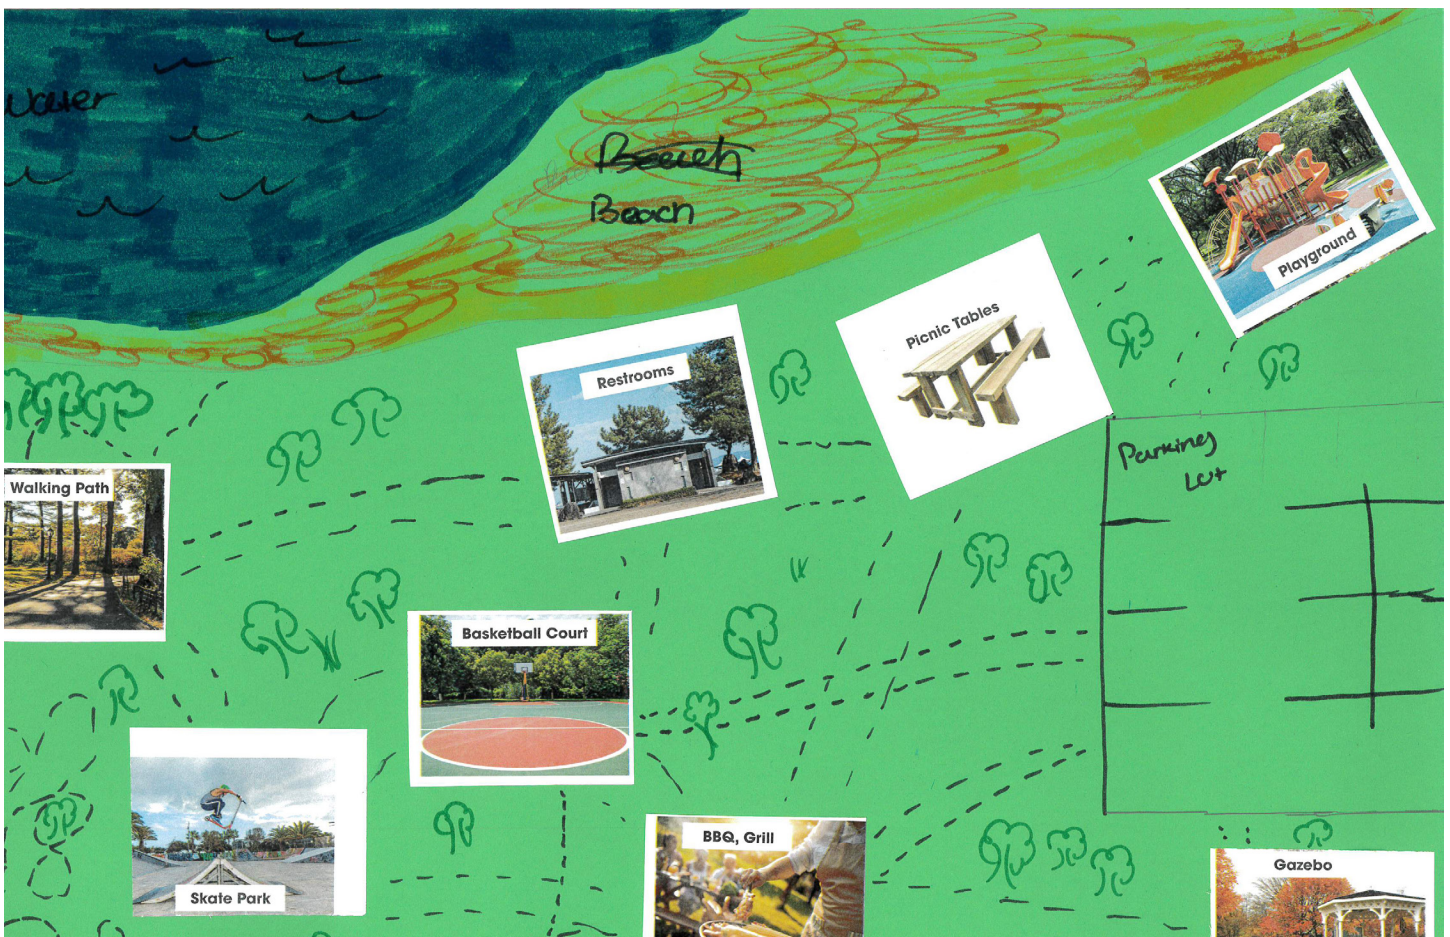 Water
Beach
Beach
Playground
Picnic Tables
Restrooms
Parking
Lot
Walking Path
Basketball Court
BBQ, Grill
Gazebo
Skate Park